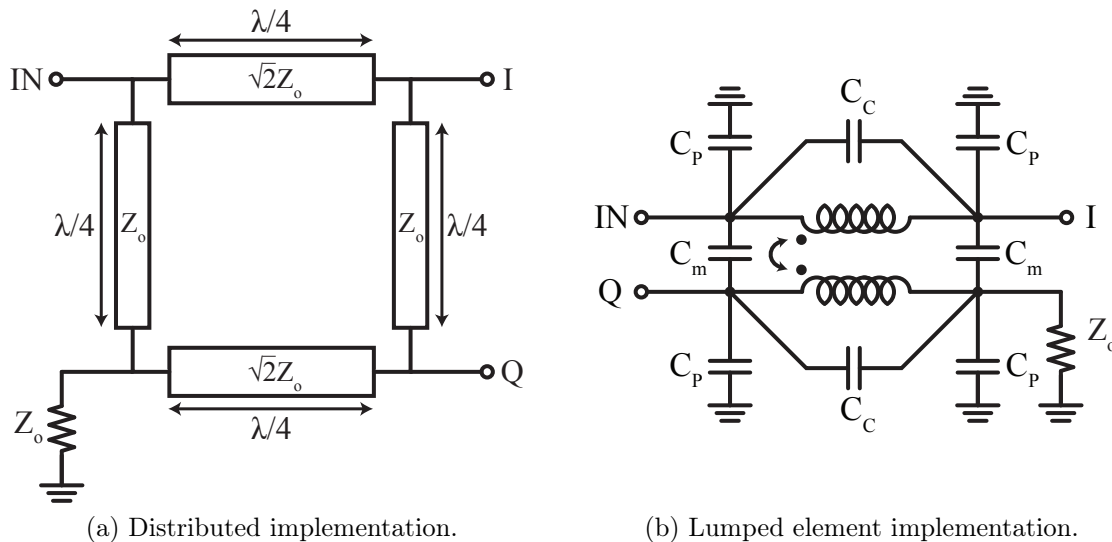 λ/4
IN
√2Z₀
I
λ/4
Z₀
Z₀
λ/4
√2Z₀
Q
Z₀
λ/4
(a) Distributed implementation.
C_C
C_P
C_P
IN
I
C_m
C_m
Q
Z₀
C_P
C_P
C_C
(b) Lumped element implementation.